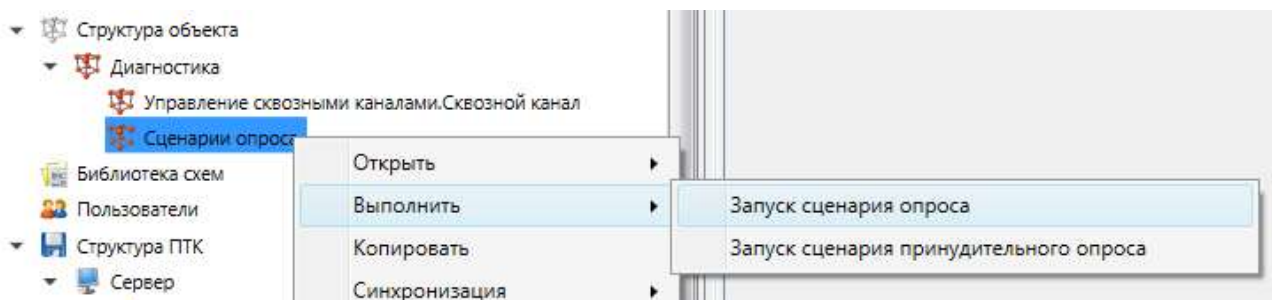 Структура объекта
Диагностика
Управление сквозными каналами.Сквозной канал
Сценарии опроса
Библиотека схем
Пользователи
Структура ПТК
Сервер
Открыть
Выполнить
Копировать
Синхронизация
Запуск сценария опроса
Запуск сценария принудительного опроса